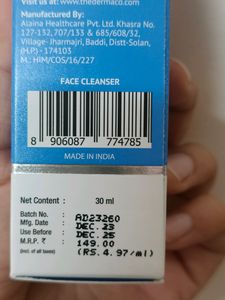 Visit us at: www.thedermaco.com
Manufactured By:
Alaina Healthcare Pvt. Ltd. Khasra No.
127-132, 707/133 & 685/608/32,
Village- Jharmajri, Baddi, Distt-Solan,
(H.P.) - 174103
M.: HIM/COS/16/227
FACE CLEANSER
8 906087 774785
MADE IN INDIA
Net Content : 30 ml
Batch No. : AD23260
Mfg. Date : DEC.23
Use Before : DEC.25
M.R.P. ₹ : 149.00
(incl. of all taxes) (RS.4.97/ml)